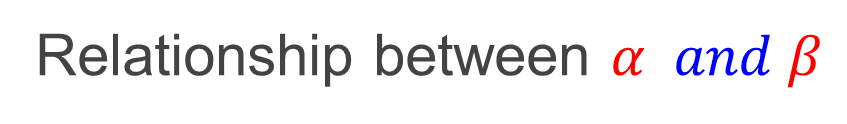 Relationship between α and β